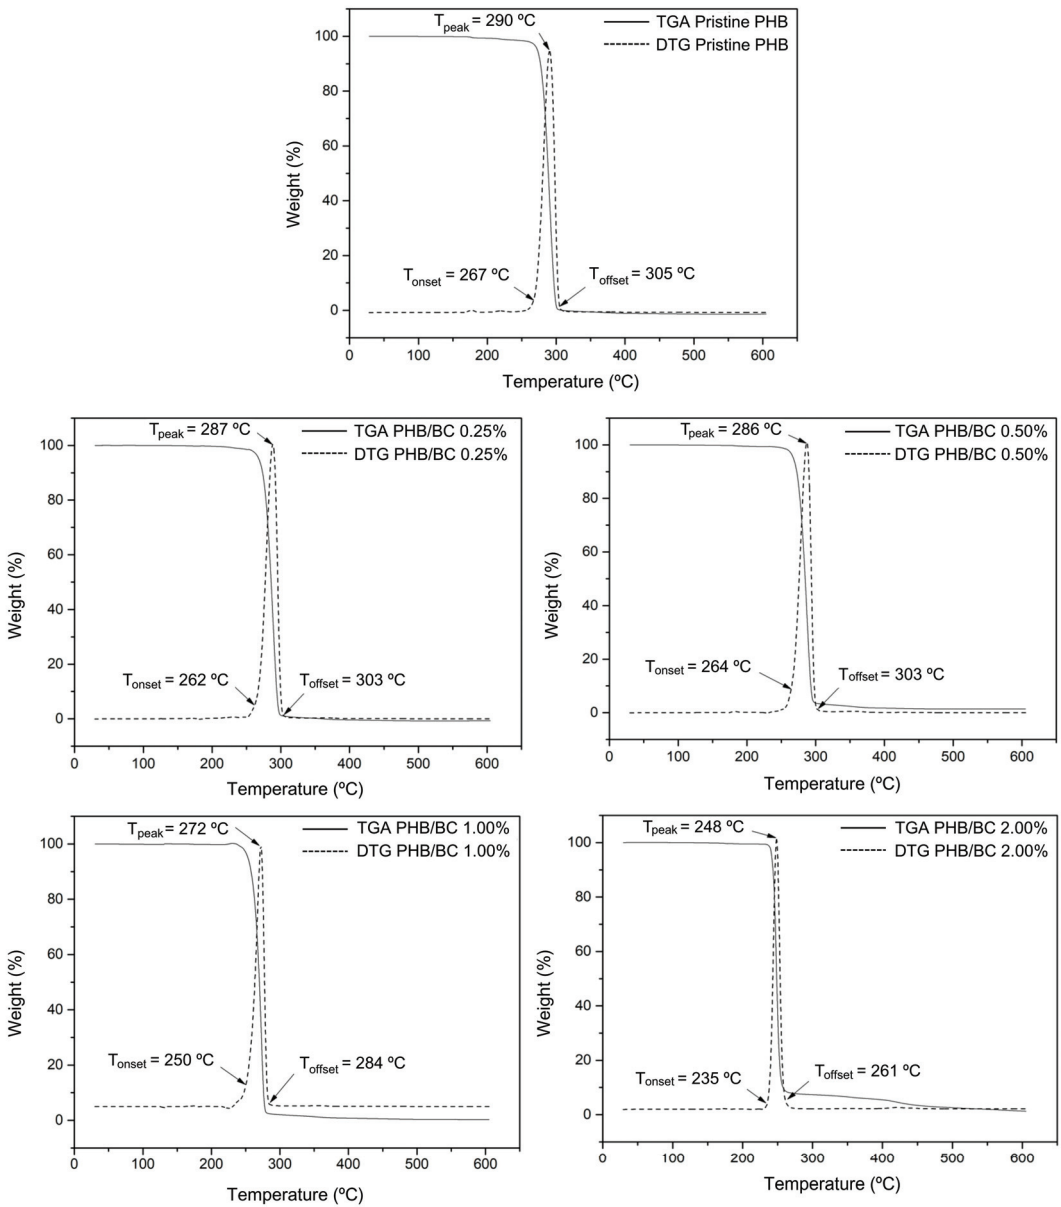 T_peak = 290 ºC
TGA Pristine PHB
DTG Pristine PHB
100
80
60
40
20
0
Weight (%)
T_onset = 267 ºC
T_offset = 305 ºC
0 100 200 300 400 500 600
Temperature (ºC)
T_peak = 287 ºC
TGA PHB/BC 0.25%
DTG PHB/BC 0.25%
100
80
60
40
20
0
Weight (%)
T_onset = 262 ºC
T_offset = 303 ºC
0 100 200 300 400 500 600
Temperature (ºC)
T_peak = 286 ºC
TGA PHB/BC 0.50%
DTG PHB/BC 0.50%
100
80
60
40
20
0
Weight (%)
T_onset = 264 ºC
T_offset = 303 ºC
0 100 200 300 400 500 600
Temperature (ºC)
T_peak = 272 ºC
TGA PHB/BC 1.00%
DTG PHB/BC 1.00%
100
80
60
40
20
0
Weight (%)
T_onset = 250 ºC
T_offset = 284 ºC
0 100 200 300 400 500 600
Temperature (ºC)
T_peak = 248 ºC
TGA PHB/BC 2.00%
DTG PHB/BC 2.00%
100
80
60
40
20
0
Weight (%)
T_onset = 235 ºC
T_offset = 261 ºC
0 100 200 300 400 500 600
Temperature (ºC)